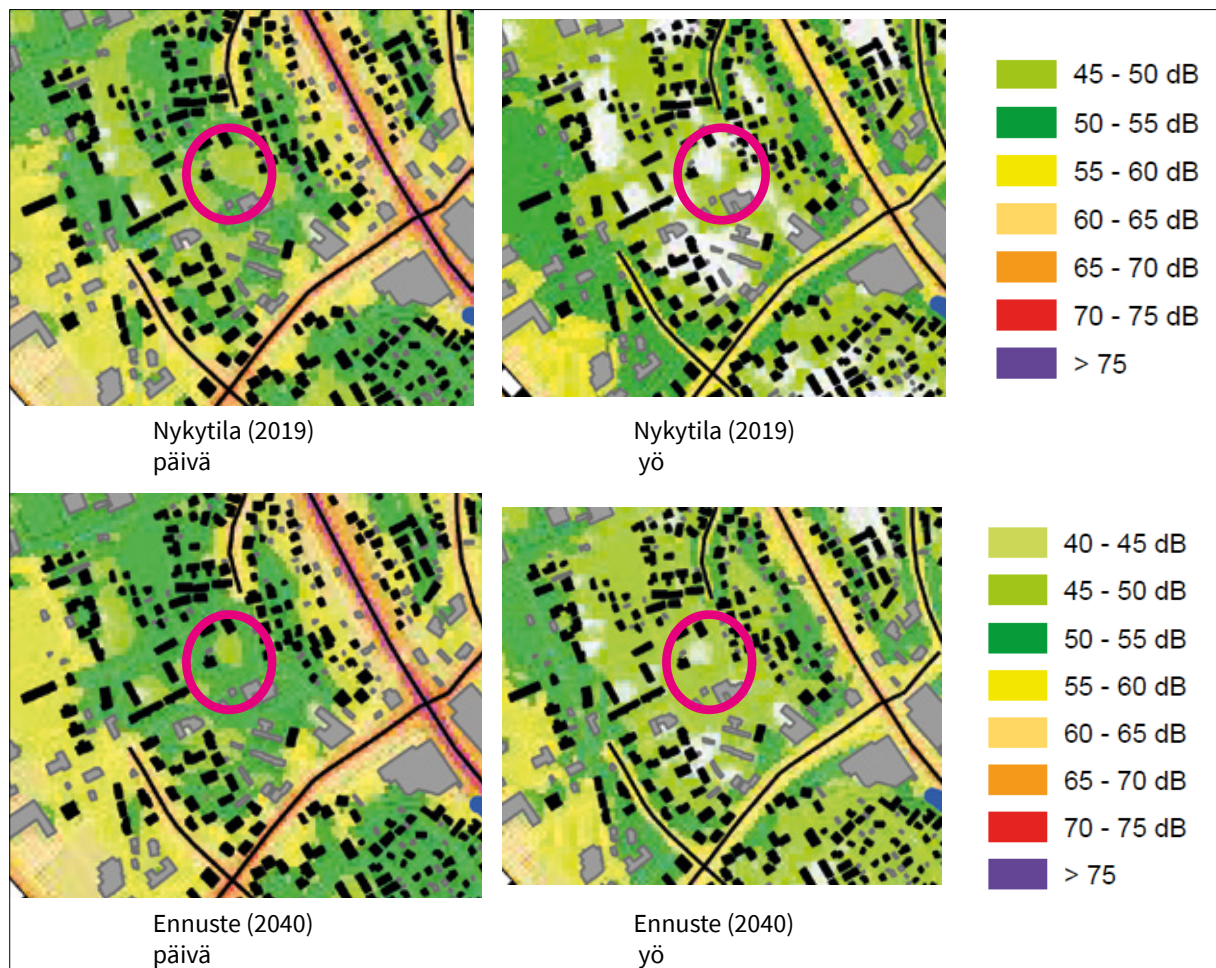 45 - 50 dB
50 - 55 dB
55 - 60 dB
60 - 65 dB
65 - 70 dB
70 - 75 dB
> 75
Nykytila (2019)
päivä
Nykytila (2019)
yö
40 - 45 dB
45 - 50 dB
50 - 55 dB
55 - 60 dB
60 - 65 dB
65 - 70 dB
70 - 75 dB
> 75
Ennuste (2040)
päivä
Ennuste (2040)
yö